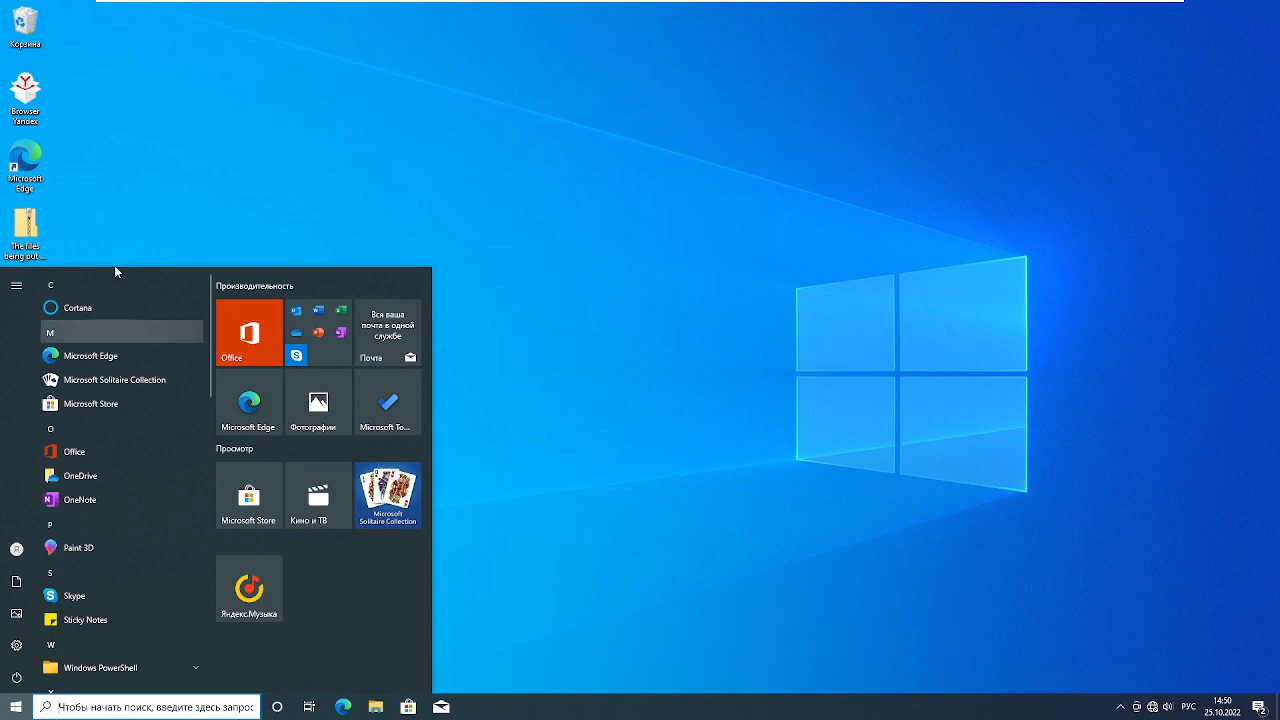 Корзина
Browser
Yandex
Microsoft
Edge
The files
being put ...
C
Cortana
M
Microsoft Edge
Microsoft Solitaire Collection
Microsoft Store
O
Office
OneDrive
OneNote
P
Paint 3D
S
Skype
Sticky Notes
W
Windows PowerShell
Производительность
Office
Вся ваша
почта в одной
службе
Почта
Microsoft Edge
Фотографии
Microsoft To...
Просмотр
Microsoft Store
Кино и ТВ
Microsoft
Solitaire Collection
Яндекс.Музыка
Чтобы начать поиск, введите здесь запрос
РУС
14:50
25.10.2022
2